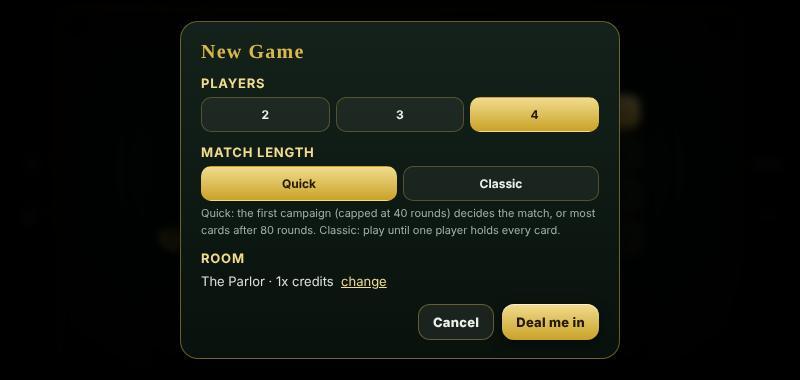 New Game
PLAYERS
2 3 4
MATCH LENGTH
Quick Classic
Quick: the first campaign (capped at 40 rounds) decides the match, or most
cards after 80 rounds. Classic: play until one player holds every card.
ROOM
The Parlor · 1x credits change
Cancel Deal me in